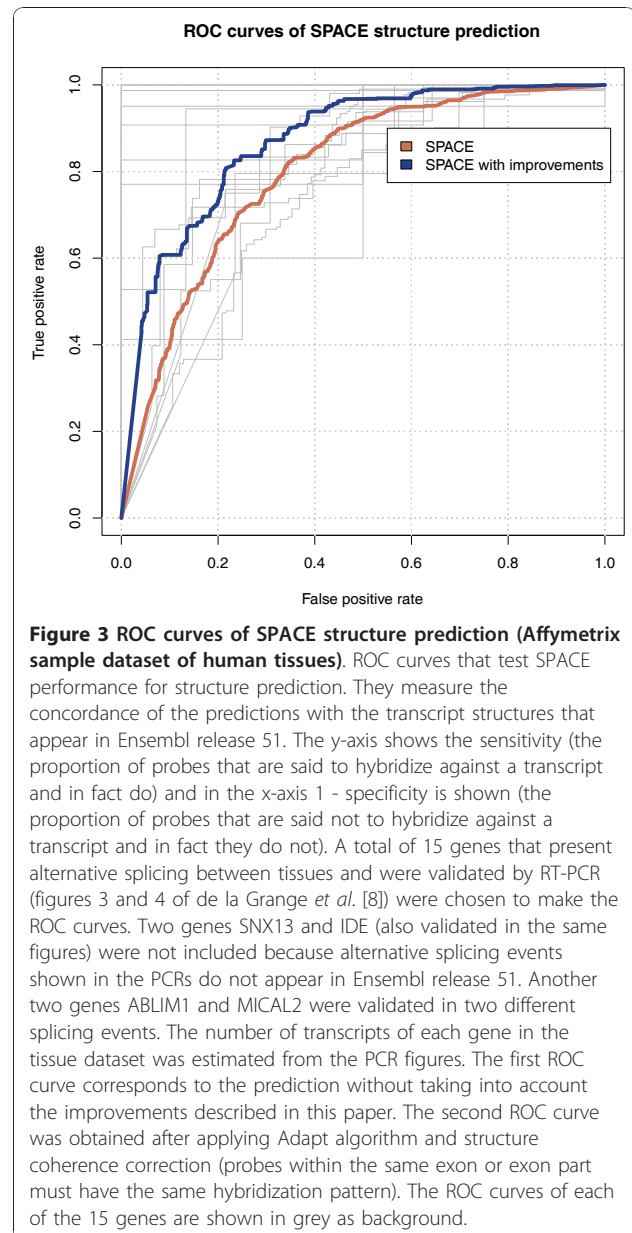 ROC curves of SPACE structure prediction
1.0
0.8
0.6
0.4
0.2
0.0
True positive rate
SPACE
SPACE with improvements
0.0 0.2 0.4 0.6 0.8 1.0
False positive rate
Figure 3 ROC curves of SPACE structure prediction (Affymetrix
sample dataset of human tissues). ROC curves that test SPACE
performance for structure prediction. They measure the
concordance of the predictions with the transcript structures that
appear in Ensembl release 51. The y-axis shows the sensitivity (the
proportion of probes that are said to hybridize against a transcript
and in fact do) and in the x-axis 1 - specificity is shown (the
proportion of probes that are said not to hybridize against a
transcript and in fact they do not). A total of 15 genes that present
alternative splicing between tissues and were validated by RT-PCR
(figures 3 and 4 of de la Grange et al. [8]) were chosen to make the
ROC curves. Two genes SNX13 and IDE (also validated in the same
figures) were not included because alternative splicing events
shown in the PCRs do not appear in Ensembl release 51. Another
two genes ABLIM1 and MICAL2 were validated in two different
splicing events. The number of transcripts of each gene in the
tissue dataset was estimated from the PCR figures. The first ROC
curve corresponds to the prediction without taking into account
the improvements described in this paper. The second ROC curve
was obtained after applying Adapt algorithm and structure
coherence correction (probes within the same exon or exon part
must have the same hybridization pattern). The ROC curves of each
of the 15 genes are shown in grey as background.